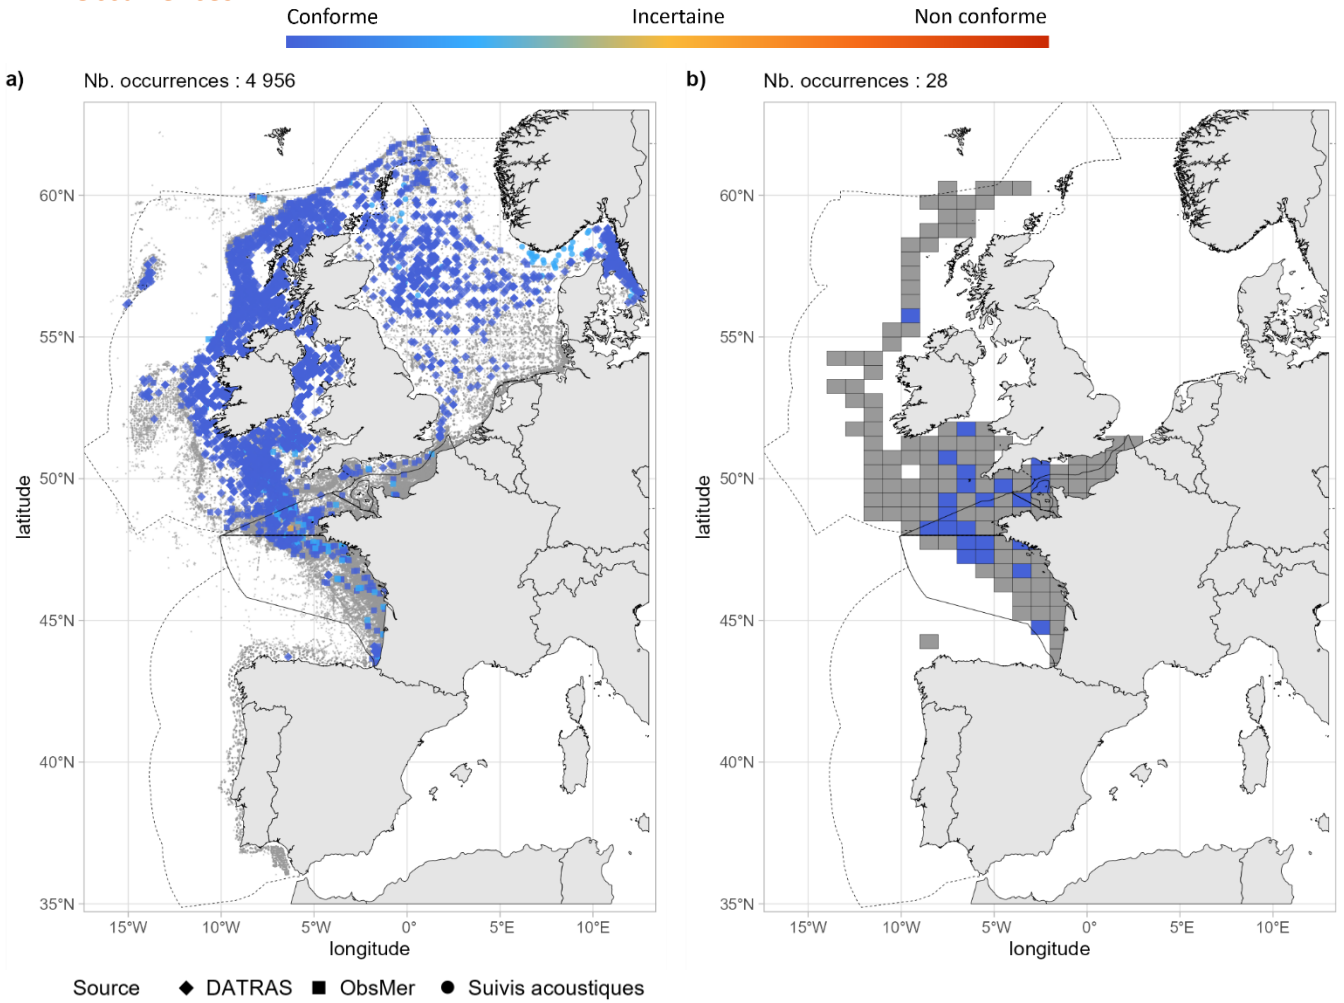 Conforme Incertaine Non conforme
a) Nb. occurrences : 4 956
b) Nb. occurrences : 28
60°N
55°N
50°N
45°N
40°N
35°N
latitude
15°W 10°W 5°W 0° 5°E 10°E
longitude
60°N
55°N
50°N
45°N
40°N
35°N
latitude
15°W 10°W 5°W 0° 5°E 10°E
longitude
Source DATRAS ObsMer Suivis acoustiques